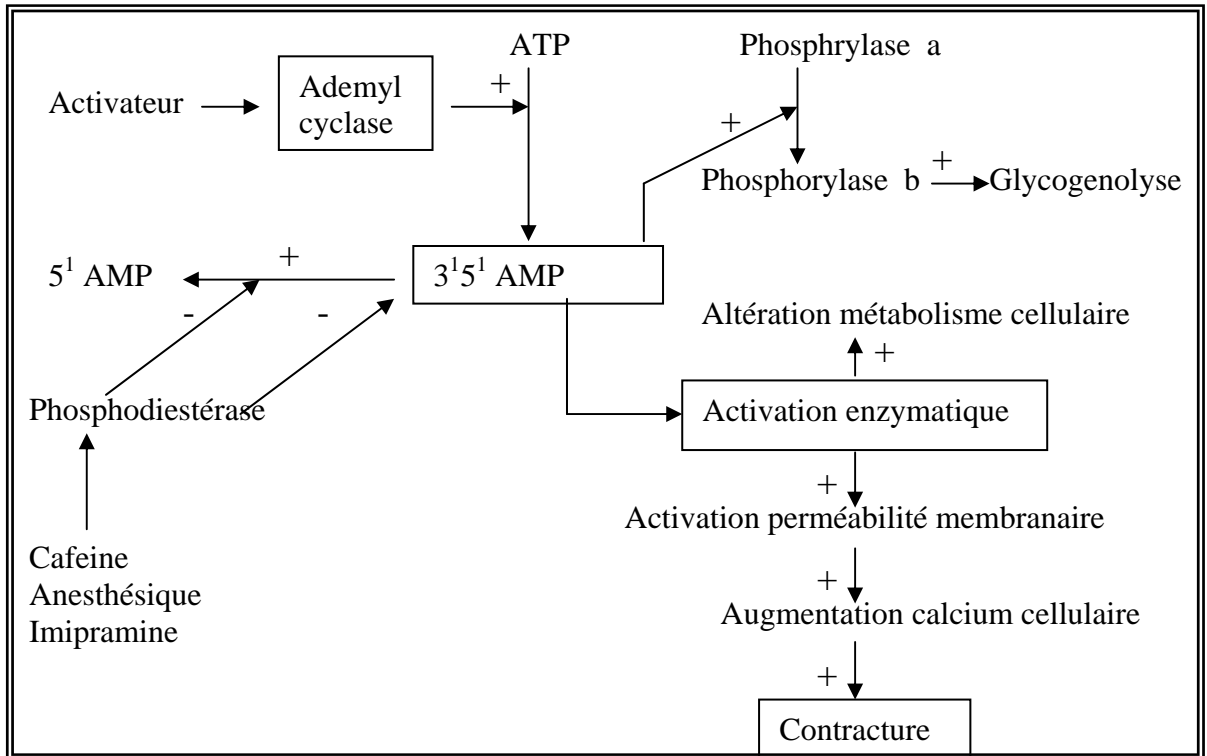 ATP
Phosphrylase a
Activateur
Ademyl
cyclase
+
+
Phosphorylase b
+
Glycogenolyse
5¹ AMP
+
3¹5¹ AMP
-
-
Altération métabolisme cellulaire
+
Phosphodiestérase
Activation enzymatique
+
Activation perméabilité membranaire
Cafeine
Anesthésique
Imipramine
+
Augmentation calcium cellulaire
+
Contracture